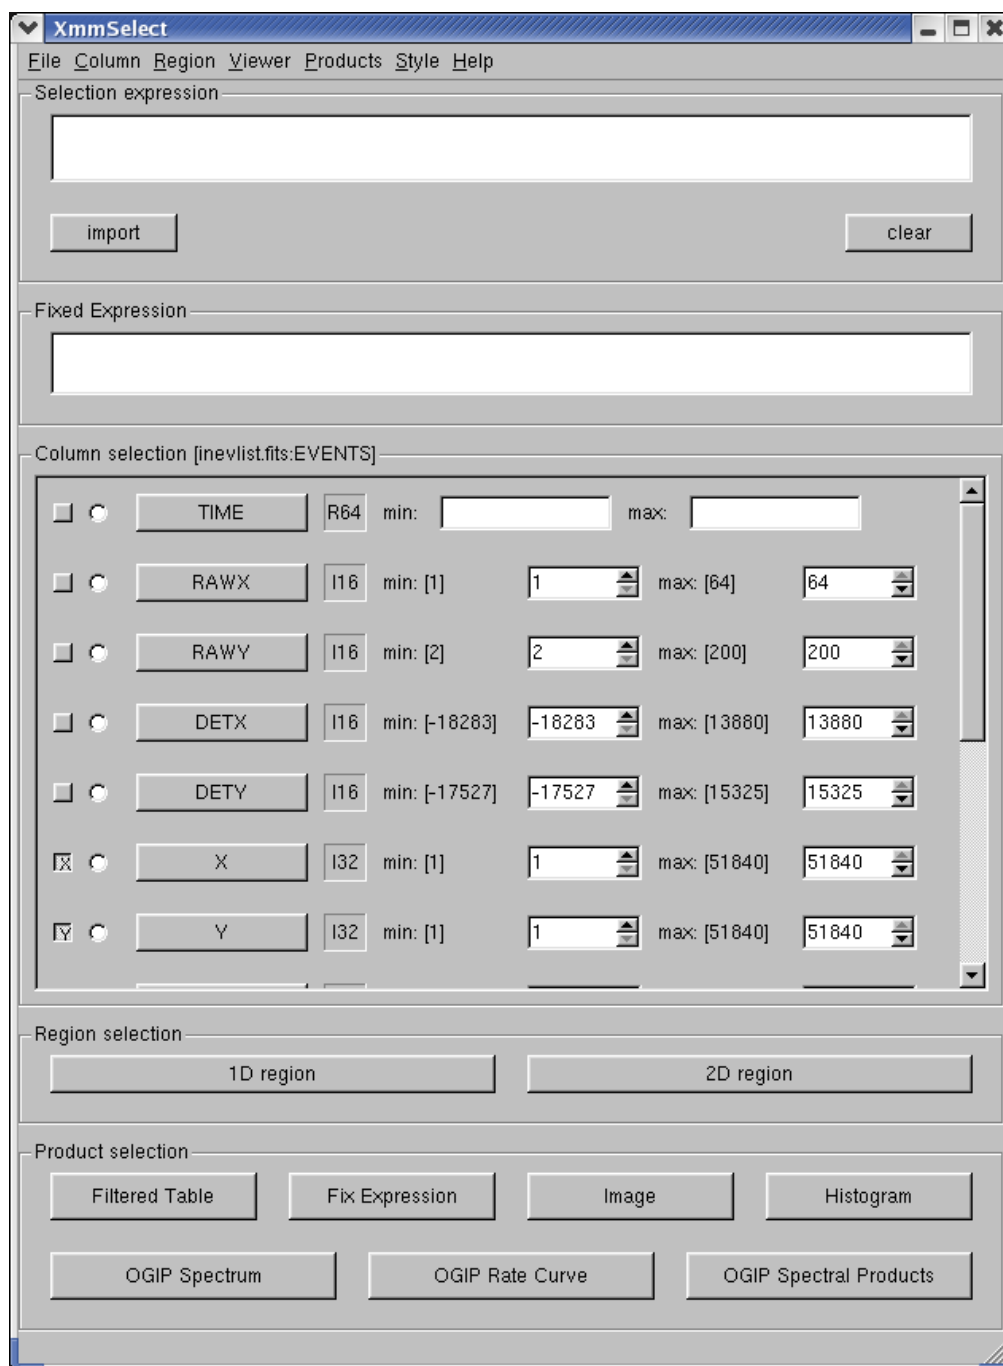 XmmSelect
File Column Region Viewer Products Style Help
Selection expression
import clear
Fixed Expression
Column selection [inevlist.fits:EVENTS]
TIME R64 min: max:
RAWX I16 min: [1] 1 max: [64] 64
RAWY I16 min: [2] 2 max: [200] 200
DETX I16 min: [-18283] -18283 max: [13880] 13880
DETY I16 min: [-17527] -17527 max: [15325] 15325
X X I32 min: [1] 1 max: [51840] 51840
Y Y I32 min: [1] 1 max: [51840] 51840
Region selection
1D region 2D region
Product selection
Filtered Table Fix Expression Image Histogram
OGIP Spectrum OGIP Rate Curve OGIP Spectral Products